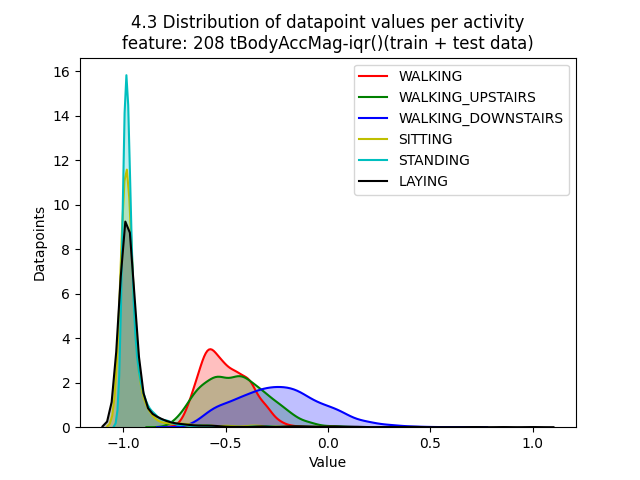 4.3 Distribution of datapoint values per activity
feature: 208 tBodyAccMag-iqr()(train + test data)
WALKING
WALKING_UPSTAIRS
WALKING_DOWNSTAIRS
SITTING
STANDING
LAYING
Datapoints
16
14
12
10
8
6
4
2
0
−1.0 −0.5 0.0 0.5 1.0
Value